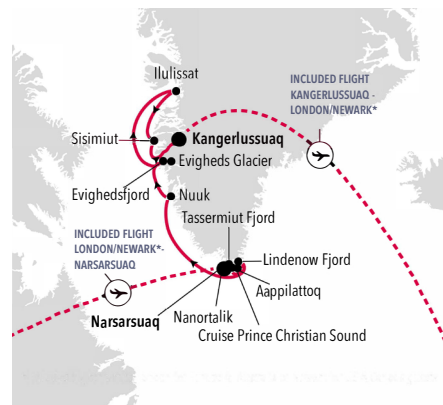 Ilulissat
INCLUDED FLIGHT
KANGERLUSSUAQ -
LONDON/NEWARK*
Sisimiut
Kangerlussuaq
Evigheds Glacier
Evighedsfjord
Nuuk
Tassermiut Fjord
INCLUDED FLIGHT
LONDON/NEWARK*-
NARSARSUAQ
Lindenow Fjord
Aappilattoq
Narsarsuaq
Nanortalik
Cruise Prince Christian Sound